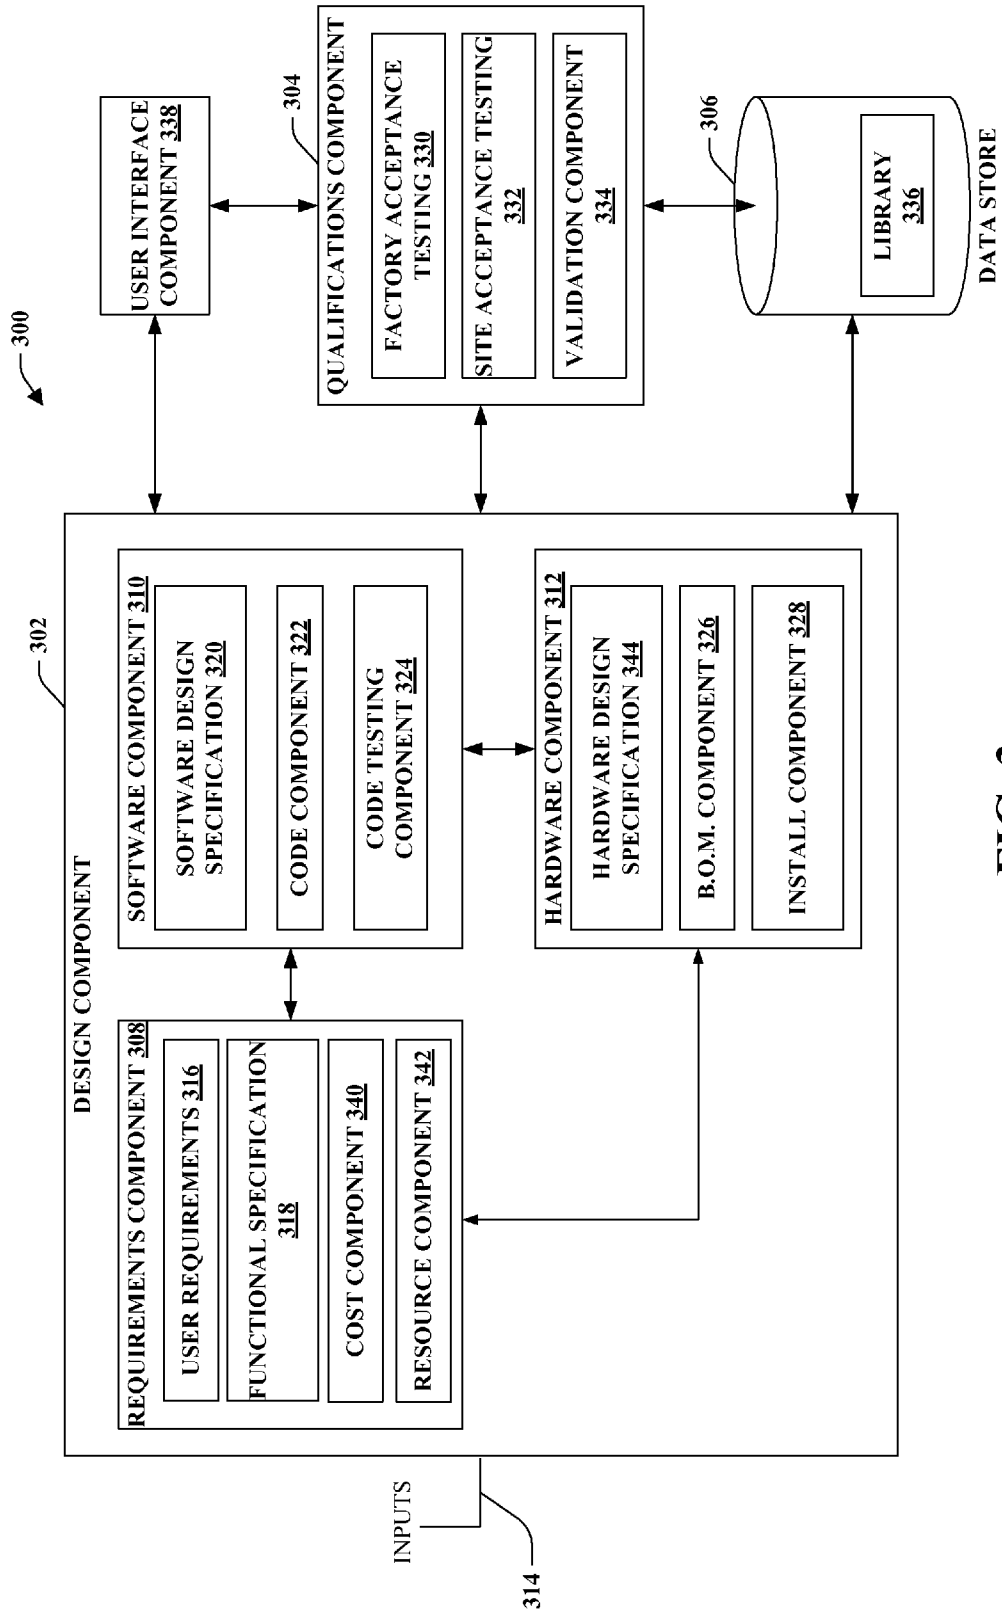 300
302
DESIGN COMPONENT
REQUIREMENTS COMPONENT 308
USER REQUIREMENTS 316
FUNCTIONAL SPECIFICATION
318
COST COMPONENT 340
RESOURCE COMPONENT 342
SOFTWARE COMPONENT 310
SOFTWARE DESIGN
SPECIFICATION 320
CODE COMPONENT 322
CODE TESTING
COMPONENT 324
HARDWARE COMPONENT 312
HARDWARE DESIGN
SPECIFICATION 344
B.O.M. COMPONENT 326
INSTALL COMPONENT 328
INPUTS
314
USER INTERFACE
COMPONENT 338
304
QUALIFICATIONS COMPONENT
FACTORY ACCEPTANCE
TESTING 330
SITE ACCEPTANCE TESTING
332
VALIDATION COMPONENT
334
306
LIBRARY
336
DATA STORE